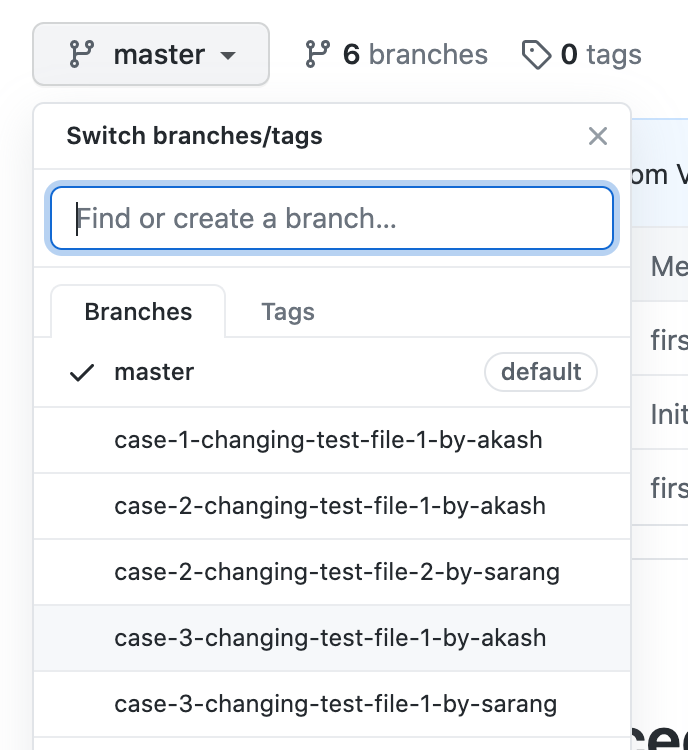 master 6 branches 0 tags
Switch branches/tags
Find or create a branch...
Branches Tags
master default
case-1-changing-test-file-1-by-akash
case-2-changing-test-file-1-by-akash
case-2-changing-test-file-2-by-sarang
case-3-changing-test-file-1-by-akash
case-3-changing-test-file-1-by-sarang
om V
Me
firs
Init
firs